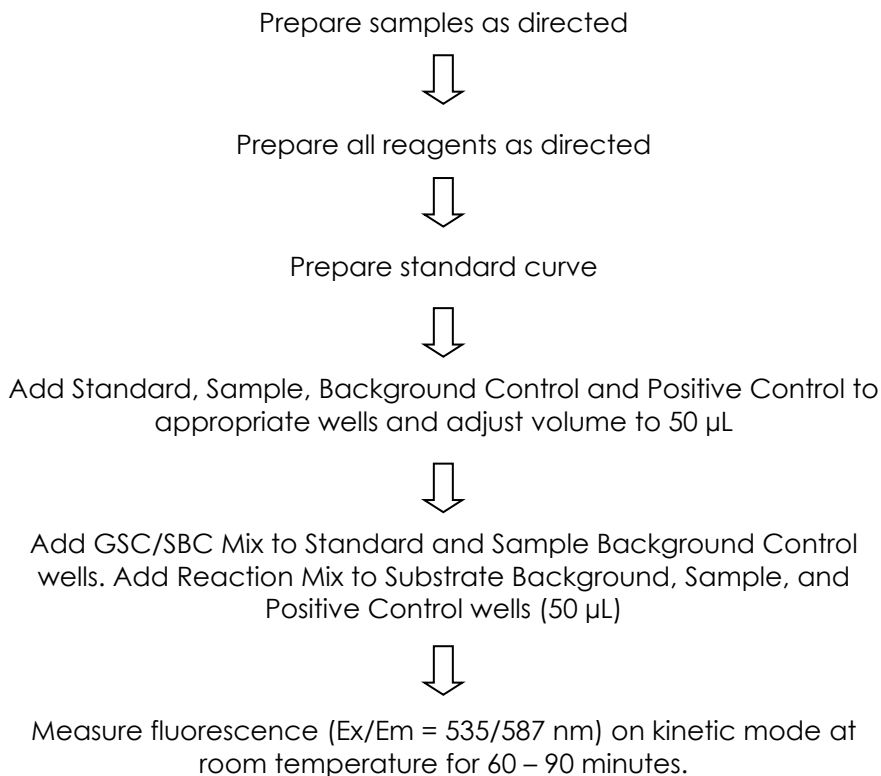 Prepare samples as directed
Prepare all reagents as directed
Prepare standard curve
Add Standard, Sample, Background Control and Positive Control to
appropriate wells and adjust volume to 50 µL
Add GSC/SBC Mix to Standard and Sample Background Control
wells. Add Reaction Mix to Substrate Background, Sample, and
Positive Control wells (50 µL)
Measure fluorescence (Ex/Em = 535/587 nm) on kinetic mode at
room temperature for 60 – 90 minutes.